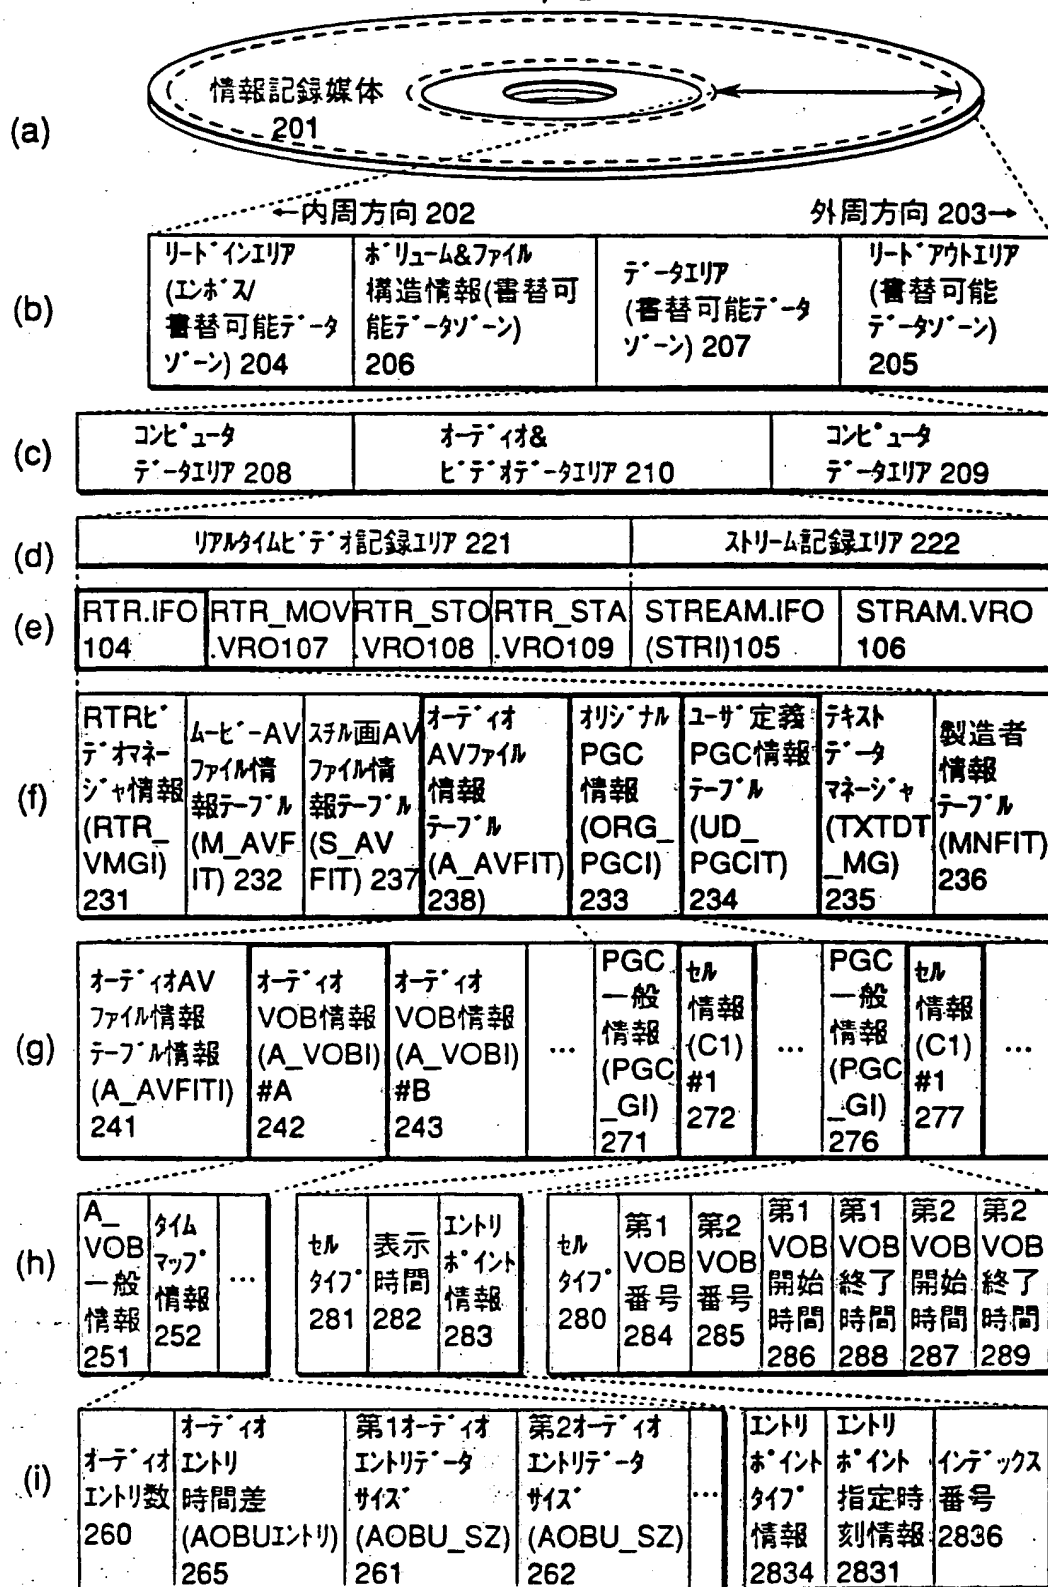 (a)
情報記録媒体
201
←内周方向 202
外周方向 203→
(b)
リードインエリア
(エンボス/
書替可能データ
ゾーン) 204
ボリューム&ファイル
構造情報(書替可
能データゾーン)
206
データエリア
(書替可能データ
ゾーン) 207
リードアウトエリア
(書替可能
データゾーン)
205
(c)
コンピュータ
データエリア 208
オーディオ&
ビデオデータエリア 210
コンピュータ
データエリア 209
(d)
リアルタイムビデオ記録エリア 221
ストリーム記録エリア 222
(e)
RTR.IFO
104
RTR_MOV
.VRO107
RTR_STO
.VRO108
RTR_STA
.VRO109
STREAM.IFO
(STRI)105
STRAM.VRO
106
(f)
RTRビ
デオマネー
ジャ情報
(RTR_
VMGI)
231
ムービーAV
ファイル情
報テーブル
(M_AVF
IT) 232
スチル画AV
ファイル情
報テーブル
(S_AV
FIT) 237
オーディオ
AVファイル
情報
テーブル
(A_AVFIT)
238)
オリジナル
PGC
情報
(ORG_
PGCI)
233
ユーザ定義
PGC情報
テーブル
(UD_
PGCIT)
234
テキスト
データ
マネージャ
(TXTDT
_MG)
235
製造者
情報
テーブル
(MNFIT)
236
(g)
オーディオAV
ファイル情報
テーブル情報
(A_AVFITI)
241
オーディオ
VOB情報
(A_VOBI)
#A
242
オーディオ
VOB情報
(A_VOBI)
#B
243
…
PGC
一般
情報
(PGC
_GI)
271
セル
情報
(C1)
#1
272
…
PGC
一般
情報
(PGC
_GI)
276
セル
情報
(C1)
#1
277
…
(h)
A_
VOB
一般
情報
251
タイム
マップ
情報
252
…
セル
タイプ
281
表示
時間
282
エントリ
ポイント
情報
283
セル
タイプ
280
第1
VOB
番号
284
第2
VOB
番号
285
第1
VOB
開始
時間
286
第1
VOB
終了
時間
288
第2
VOB
開始
時間
287
第2
VOB
終了
時間
289
(i)
オーディオ
エントリ数
260
オーディオ
エントリ
時間差
(AOBUエントリ)
265
第1オーディオ
エントリデータ
サイズ
(AOBU_SZ)
261
第2オーディオ
エントリデータ
サイズ
(AOBU_SZ)
262
…
エントリ
ポイント
タイプ
情報
2834
エントリ
ポイント
指定時
刻情報
2831
インデックス
番号
2836